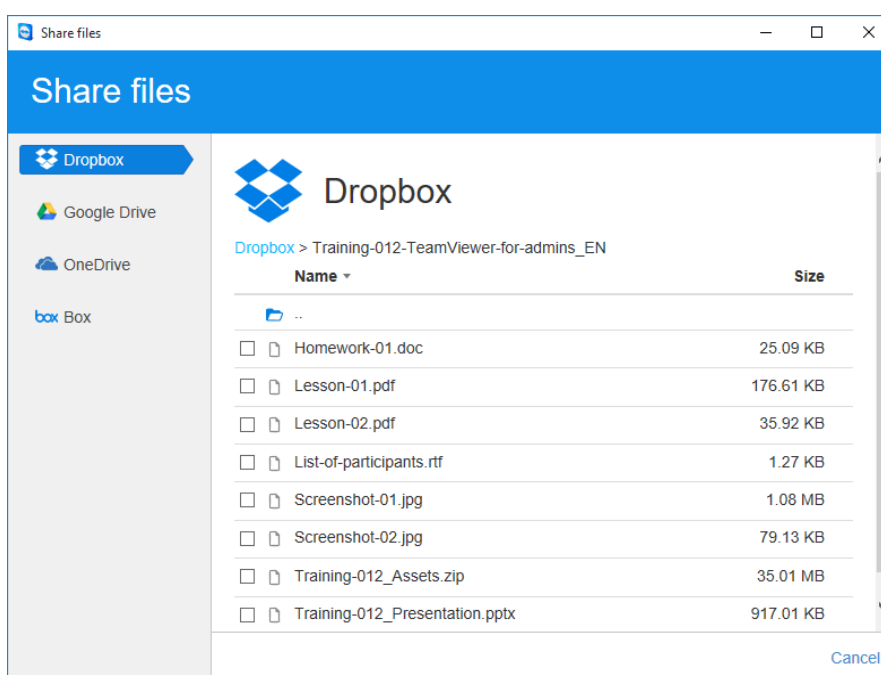 Share files
Share files
Dropbox
Google Drive
OneDrive
box Box
Dropbox
Dropbox > Training-012-TeamViewer-for-admins_EN
Name Size
..
Homework-01.doc 25.09 KB
Lesson-01.pdf 176.61 KB
Lesson-02.pdf 35.92 KB
List-of-participants.rtf 1.27 KB
Screenshot-01.jpg 1.08 MB
Screenshot-02.jpg 79.13 KB
Training-012_Assets.zip 35.01 MB
Training-012_Presentation.pptx 917.01 KB
Cancel